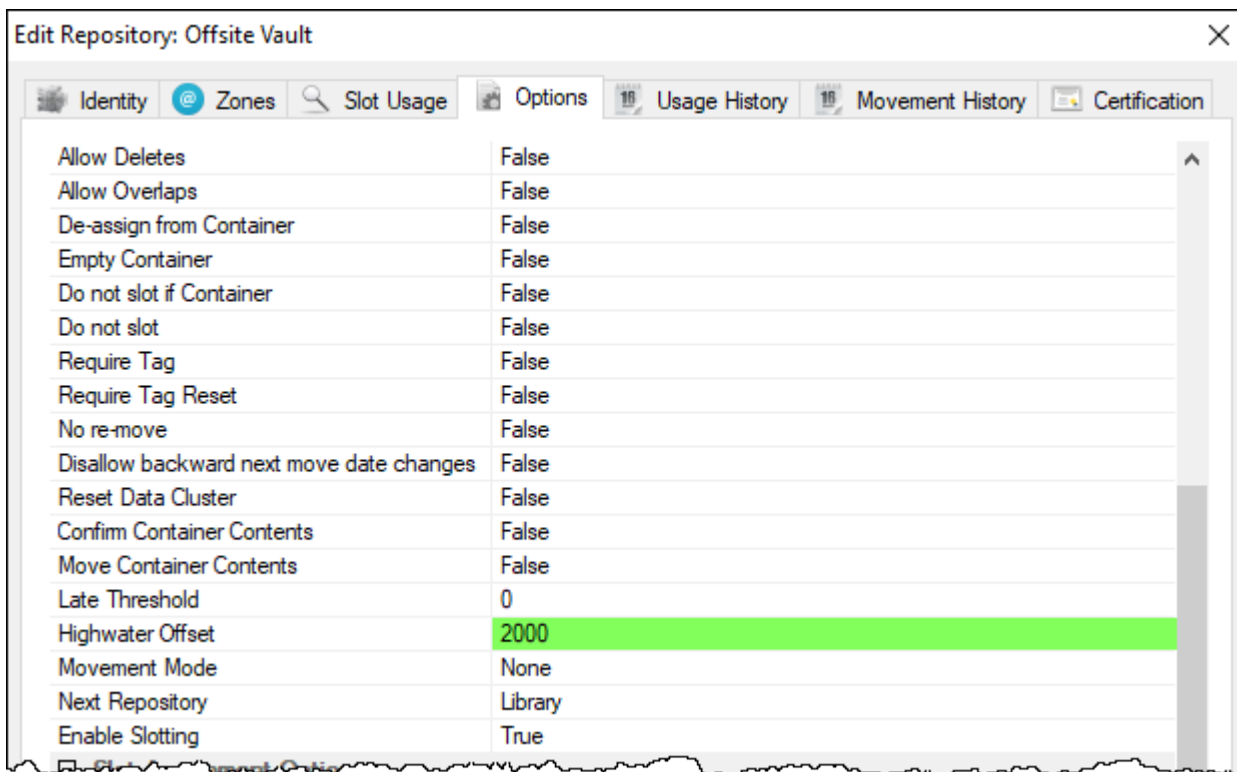 Edit Repository: Offsite Vault
Identity Zones Slot Usage Options 16 Usage History 16 Movement History Certification
Allow Deletes False
Allow Overlaps False
De-assign from Container False
Empty Container False
Do not slot if Container False
Do not slot False
Require Tag False
Require Tag Reset False
No re-move False
Disallow backward next move date changes False
Reset Data Cluster False
Confirm Container Contents False
Move Container Contents False
Late Threshold 0
Highwater Offset 2000
Movement Mode None
Next Repository Library
Enable Slotting True